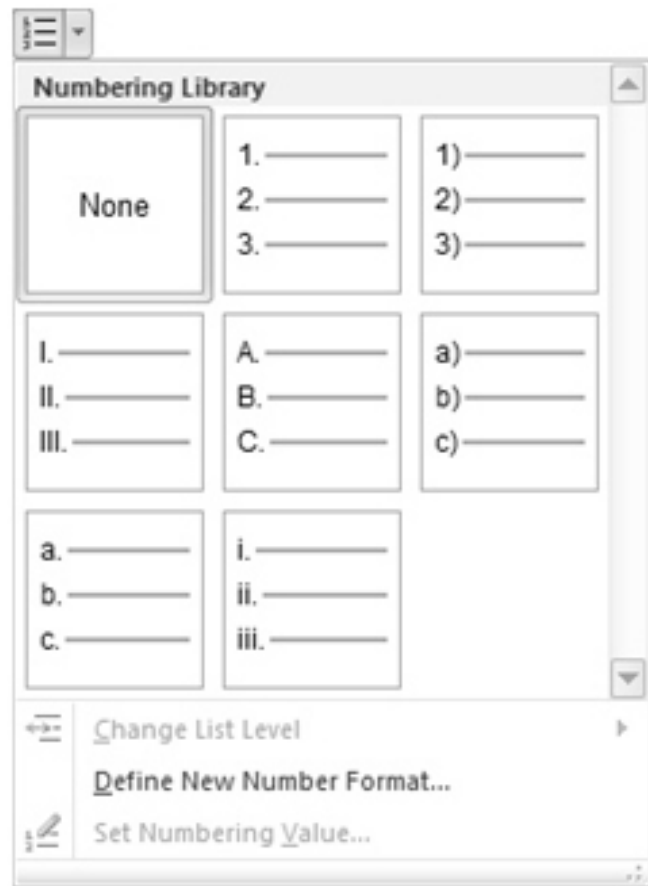 Numbering Library
None
1.
2.
3.
1)
2)
3)
I.
II.
III.
A.
B.
C.
a)
b)
c)
a.
b.
c.
i.
ii.
iii.
Change List Level
Define New Number Format...
Set Numbering Value...